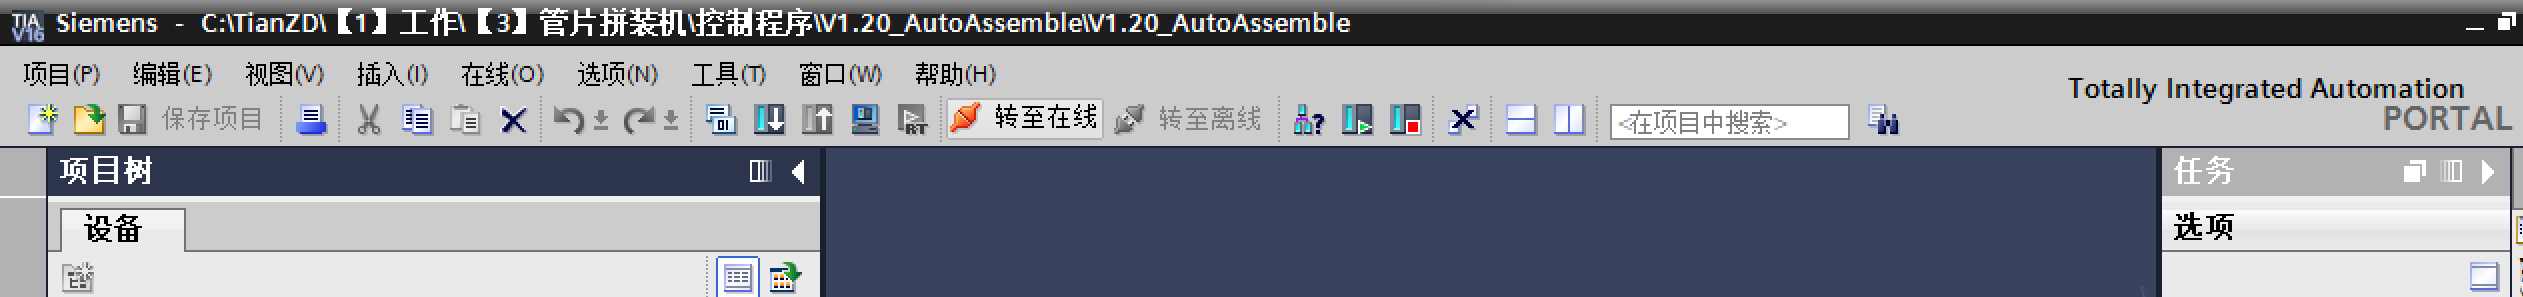 TIA V16 Siemens - C:\TianZD\【1】工作\【3】管片拼装机\控制程序\V1.20_AutoAssemble\V1.20_AutoAssemble
项目(P) 编辑(E) 视图(V) 插入(I) 在线(O) 选项(N) 工具(T) 窗口(W) 帮助(H)
Totally Integrated Automation
PORTAL
保存项目 RT 转至在线 转至离线 <在项目中搜索>
项目树
任务
设备
选项